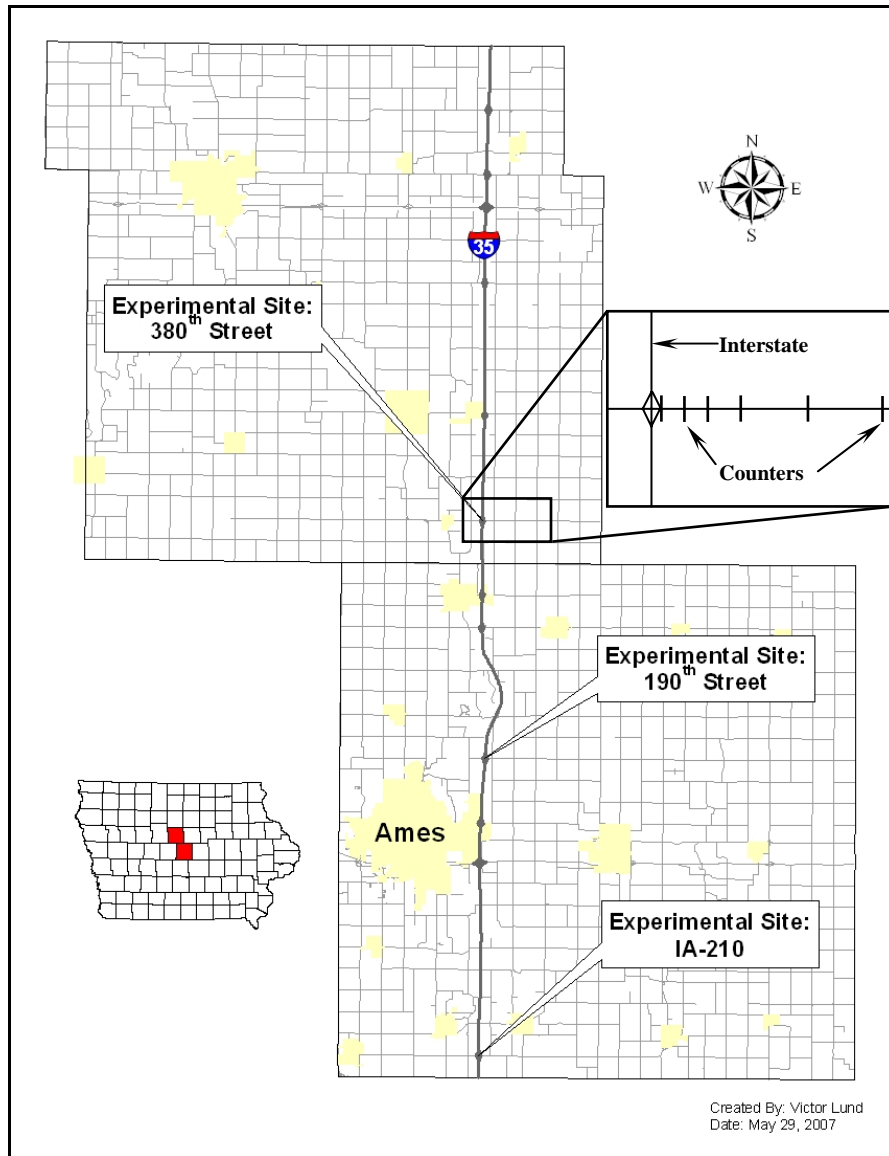 N
W E
S
35
Experimental Site:
380th Street
Interstate
Counters
Experimental Site:
190th Street
Ames
Experimental Site:
IA-210
Created By: Victor Lund
Date: May 29, 2007